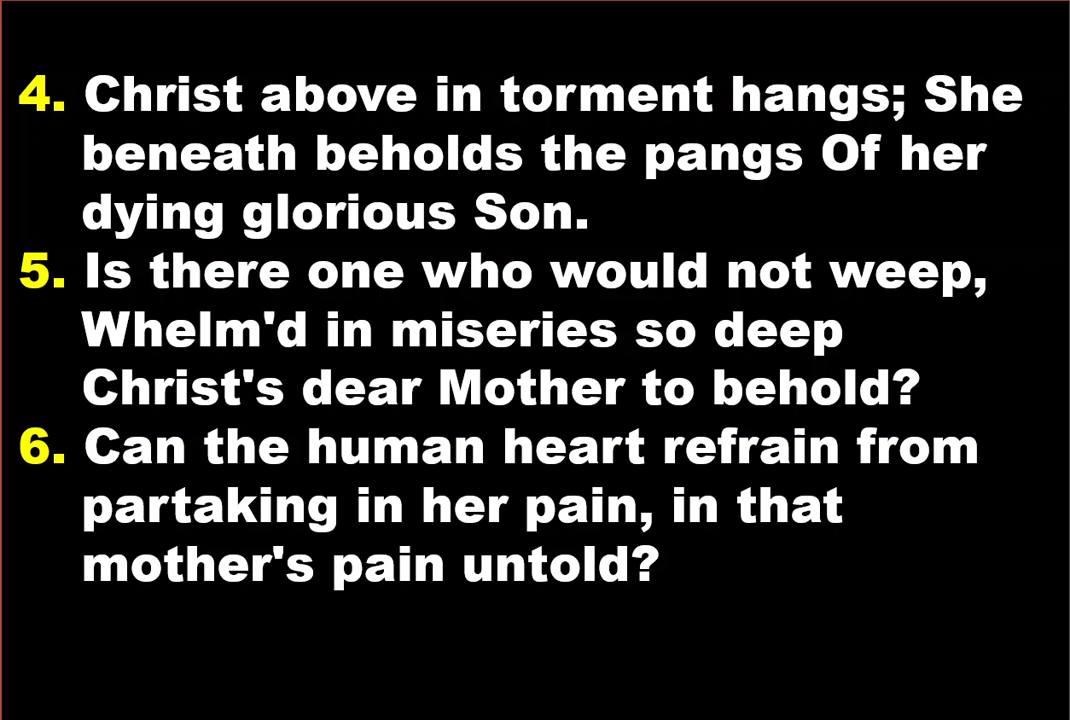 4. Christ above in torment hangs; She
beneath beholds the pangs Of her
dying glorious Son.
5. Is there one who would not weep,
Whelm'd in miseries so deep
Christ's dear Mother to behold?
6. Can the human heart refrain from
partaking in her pain, in that
mother's pain untold?